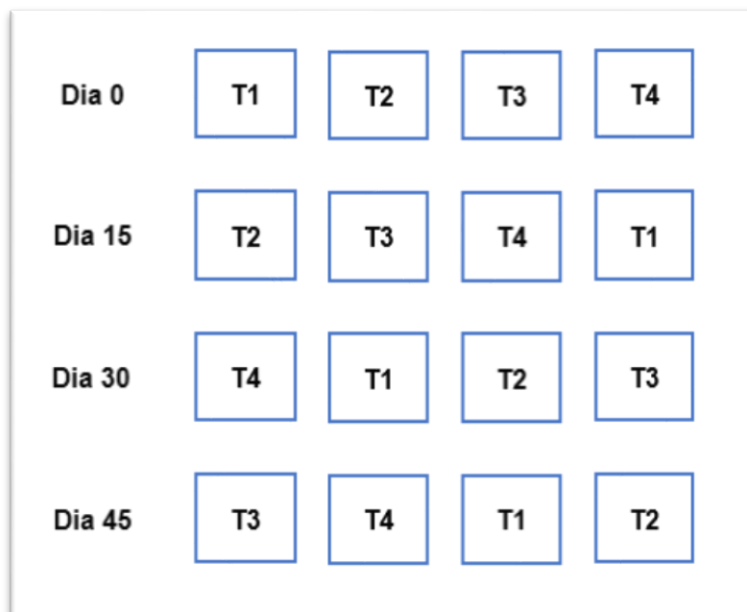 Dia 0 T1 T2 T3 T4
Dia 15 T2 T3 T4 T1
Dia 30 T4 T1 T2 T3
Dia 45 T3 T4 T1 T2